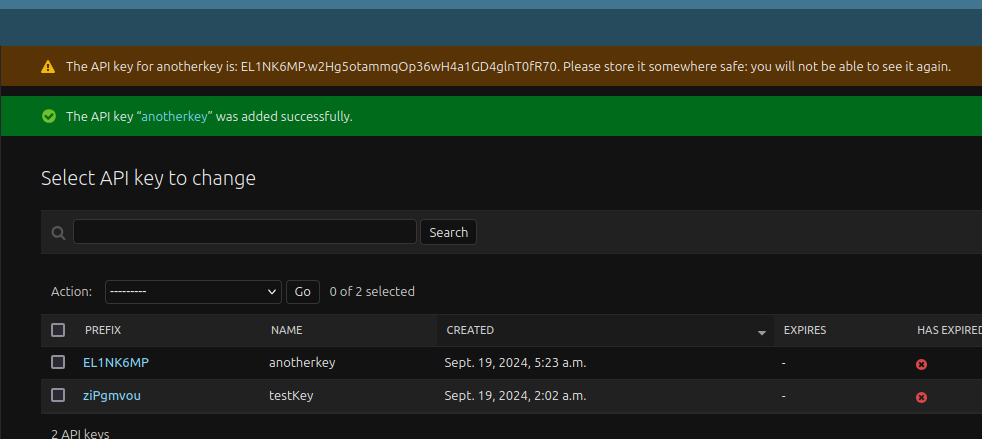 The API key for anotherkey is: EL1NK6MP.w2Hg5otammqOp36wH4a1GD4glnT0fR70. Please store it somewhere safe: you will not be able to see it again.
The API key “anotherkey” was added successfully.
Select API key to change
Search
Action: --------- Go 0 of 2 selected
PREFIX NAME CREATED EXPIRES HAS EXPIRED
EL1NK6MP anotherkey Sept. 19, 2024, 5:23 a.m. -
ziPgmvou testKey Sept. 19, 2024, 2:02 a.m. -
2 API keys